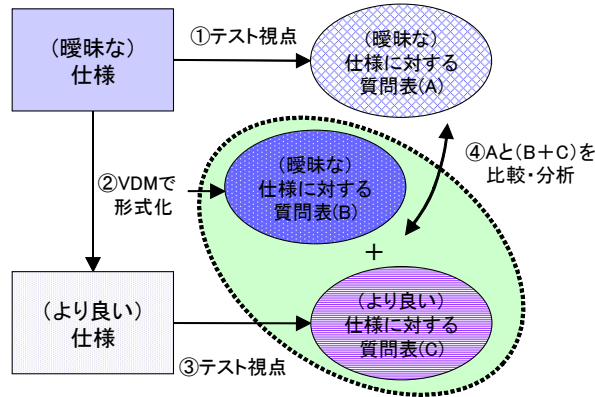 (曖昧な)
仕様
①テスト視点
(曖昧な)
仕様に対する
質問表(A)
②VDMで
形式化
(曖昧な)
仕様に対する
質問表(B)
④Aと(B+C)を
比較・分析
+
(より良い)
仕様
③テスト視点
(より良い)
仕様に対する
質問表(C)